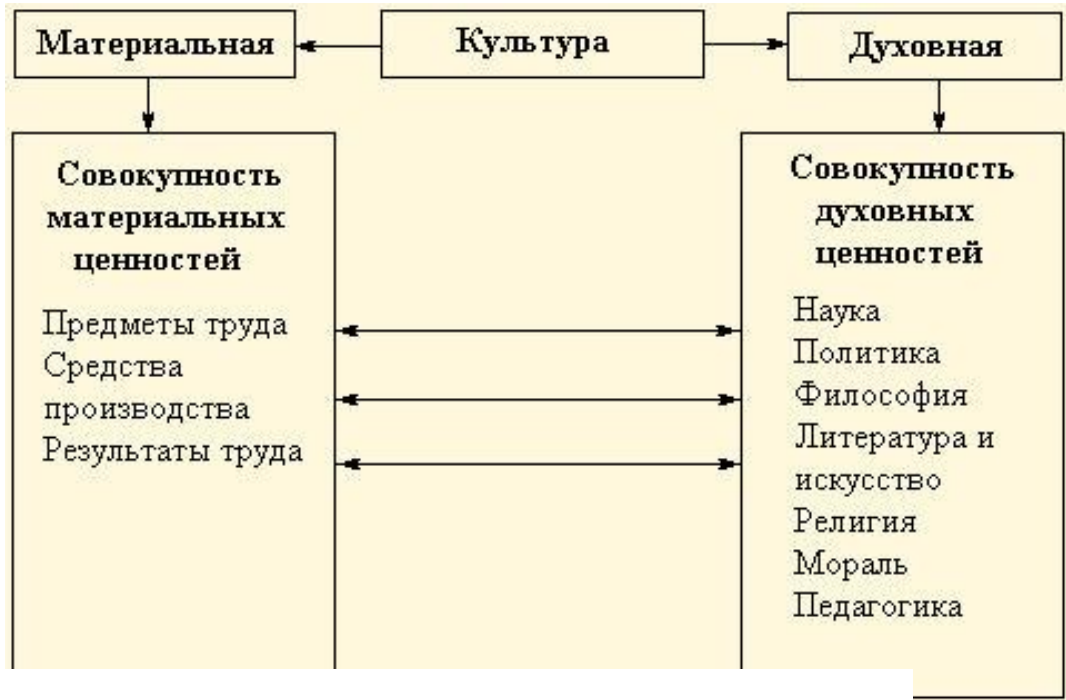 Материальная
Культура
Духовная
Совокупность
материальных
ценностей
Предметы труда
Средства
производства
Результаты труда
Совокупность
духовных
ценностей
Наука
Политика
Философия
Литература и
искусство
Религия
Мораль
Педагогика